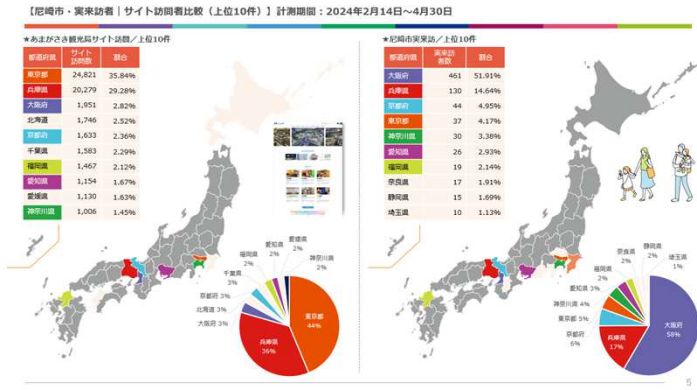 【尼崎市・実来訪者｜サイト訪問者比較（上位10件）】計測期間：2024年2月14日～4月30日
★あまがさき観光局サイト訪問／上位10件
都道府県 サイト訪問数 割合
東京都 24,821 35.84%
兵庫県 20,279 29.28%
大阪府 1,951 2.82%
北海道 1,746 2.52%
京都府 1,633 2.36%
千葉県 1,583 2.29%
福岡県 1,467 2.12%
愛知県 1,154 1.67%
愛媛県 1,130 1.63%
神奈川県 1,006 1.45%
愛媛県 2%
愛知県 2%
福岡県 2%
神奈川県 2%
千葉県 3%
京都府 3%
北海道 3%
大阪府 3%
東京都 44%
兵庫県 36%
★尼崎市実来訪／上位10件
都道府県 実来訪者数 割合
大阪府 461 51.91%
兵庫県 130 14.64%
京都府 44 4.95%
東京都 37 4.17%
神奈川県 30 3.38%
愛知県 26 2.93%
福岡県 19 2.14%
奈良県 17 1.91%
静岡県 15 1.69%
埼玉県 10 1.13%
静岡県 2%
奈良県 2%
埼玉県 1%
福岡県 2%
愛知県 3%
神奈川県 4%
東京都 5%
京都府 6%
兵庫県 17%
大阪府 58%
5